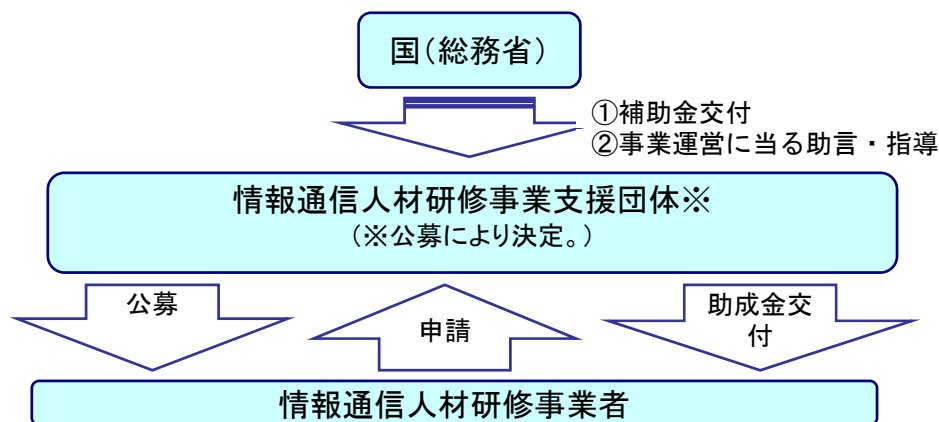 国(総務省)
①補助金交付
②事業運営に当る助言・指導
情報通信人材研修事業支援団体※
(※公募により決定。)
公募
申請
助成金交
付
情報通信人材研修事業者